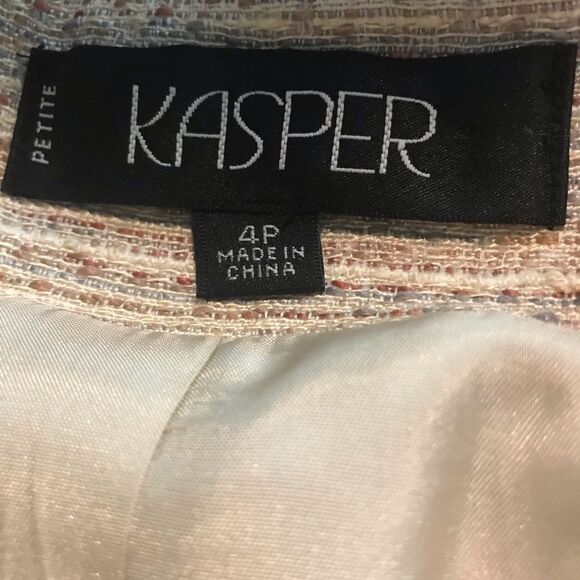 PETITE
KASPER
4P
MADE IN
CHINA